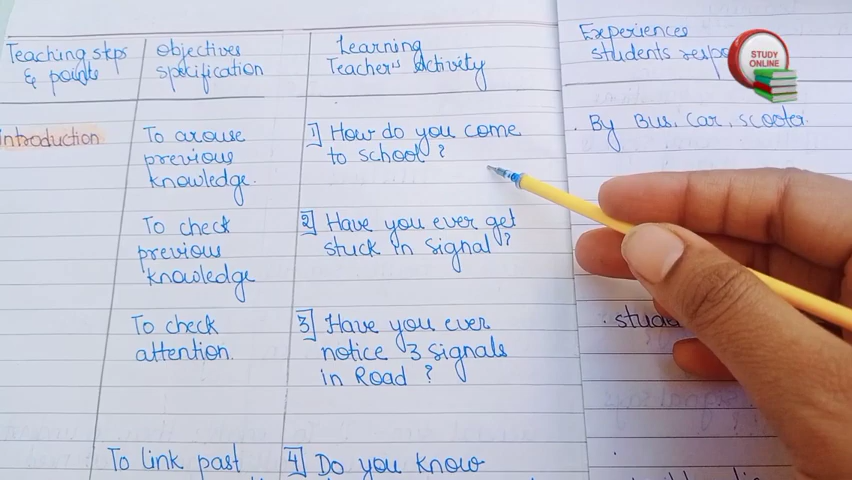 Teaching steps
& points
Objectives
specification
Learning
Teacher's Activity
Experiences
students
STUDY
ONLINE
Introduction
To arouse
previous
knowledge.
1] How do you come
to school ?
. By Bus, Car, scooter.
To check
previous
knowledge
2] Have you ever get
stuck in signal ?
To check
attention.
3] Have you ever
notice 3 signals
in Road ?
To link past
4] Do you know